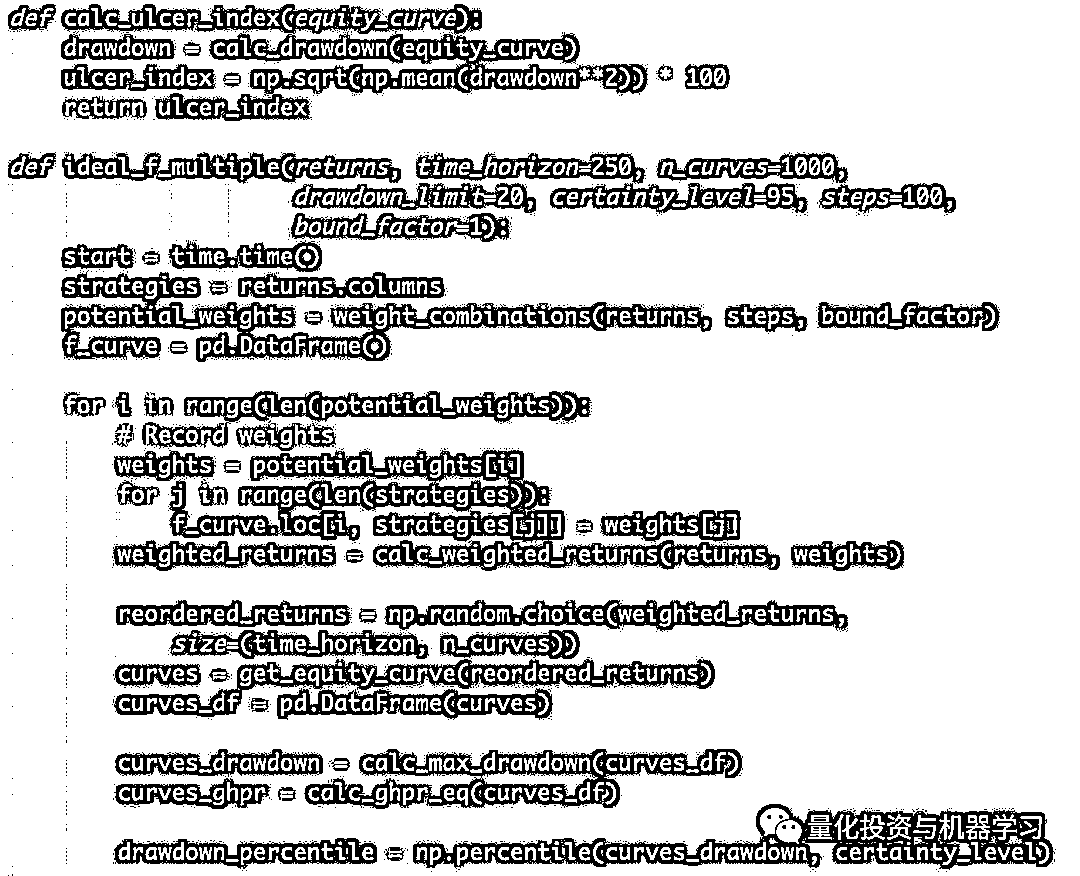 def calc_ulcer_index(equity_curve):
    drawdown = calc_drawdown(equity_curve)
    ulcer_index = np.sqrt(np.mean(drawdown**2)) * 100
    return ulcer_index

def ideal_f_multiple(returns, time_horizon=250, n_curves=1000,
                     drawdown_limit=20, certainty_level=95, steps=100,
                     bound_factor=1):
    start = time.time()
    strategies = returns.columns
    potential_weights = weight_combinations(returns, steps, bound_factor)
    f_curve = pd.DataFrame()

    for i in range(len(potential_weights)):
        # Record weights
        weights = potential_weights[i]
        for j in range(len(strategies)):
            f_curve.loc[i, strategies[j]] = weights[j]
        weighted_returns = calc_weighted_returns(returns, weights)

        reordered_returns = np.random.choice(weighted_returns,
            size=(time_horizon, n_curves))
        curves = get_equity_curve(reordered_returns)
        curves_df = pd.DataFrame(curves)

        curves_drawdown = calc_max_drawdown(curves_df)
        curves_ghpr = calc_ghpr_eq(curves_df)

量化投资与机器学习
        drawdown_percentile = np.percentile(curves_drawdown, certainty_level)